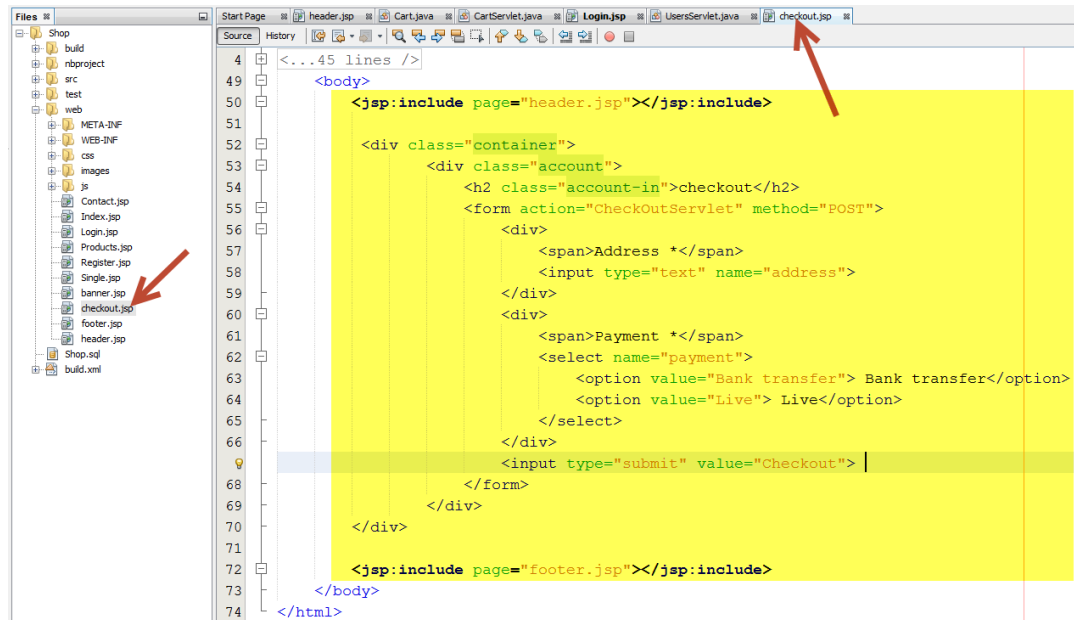 Files
Shop
build
nbproject
src
test
web
META-INF
WEB-INF
css
images
js
Contact.jsp
Index.jsp
Login.jsp
Products.jsp
Register.jsp
Single.jsp
banner.jsp
checkout.jsp
footer.jsp
header.jsp
Shop.sql
build.xml
Start Page header.jsp Cart.java CartServlet.java Login.jsp UsersServlet.java checkout.jsp
Source History
4 <...45 lines />
49 <body>
50 <jsp:include page="header.jsp"></jsp:include>
51
52 <div class="container">
53 <div class="account">
54 <h2 class="account-in">checkout</h2>
55 <form action="CheckOutServlet" method="POST">
56 <div>
57 <span>Address *</span>
58 <input type="text" name="address">
59 </div>
60 <div>
61 <span>Payment *</span>
62 <select name="payment">
63 <option value="Bank transfer"> Bank transfer</option>
64 <option value="Live"> Live</option>
65 </select>
66 </div>
<input type="submit" value="Checkout">
68 </form>
69 </div>
70 </div>
71
72 <jsp:include page="footer.jsp"></jsp:include>
73 </body>
74 </html>